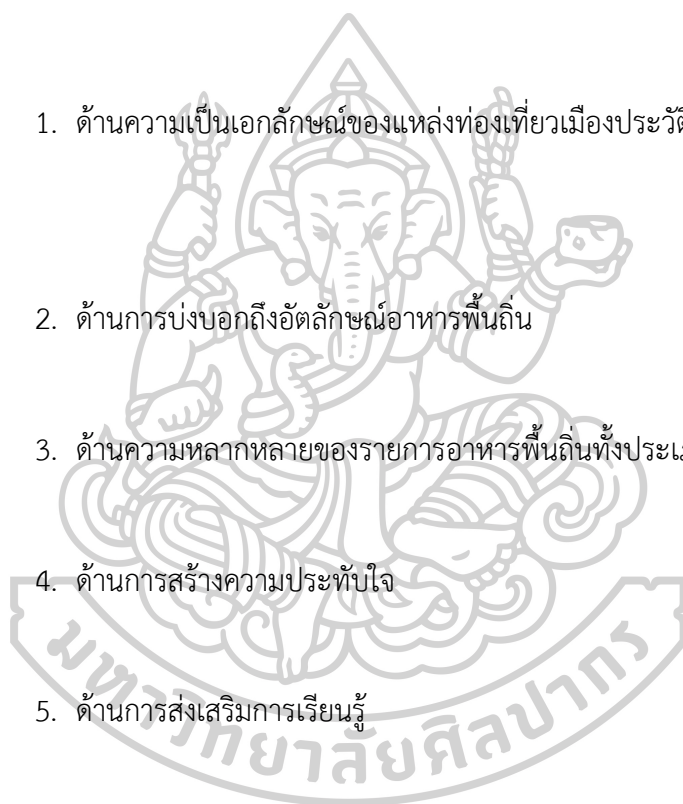 1. ด้านความเป็นเอกลักษณ์ของแหล่งท่องเที่ยวเมืองประวัติ
2. ด้านการบ่งบอกถึงอัตลักษณ์อาหารพื้นถิ่น
3. ด้านความหลากหลายของรายการอาหารพื้นถิ่นทั้งประเภ
4. ด้านการสร้างความประทับใจ
5. ด้านการส่งเสริมการเรียนรู้
มหาวิทยาลัยศิลปากร